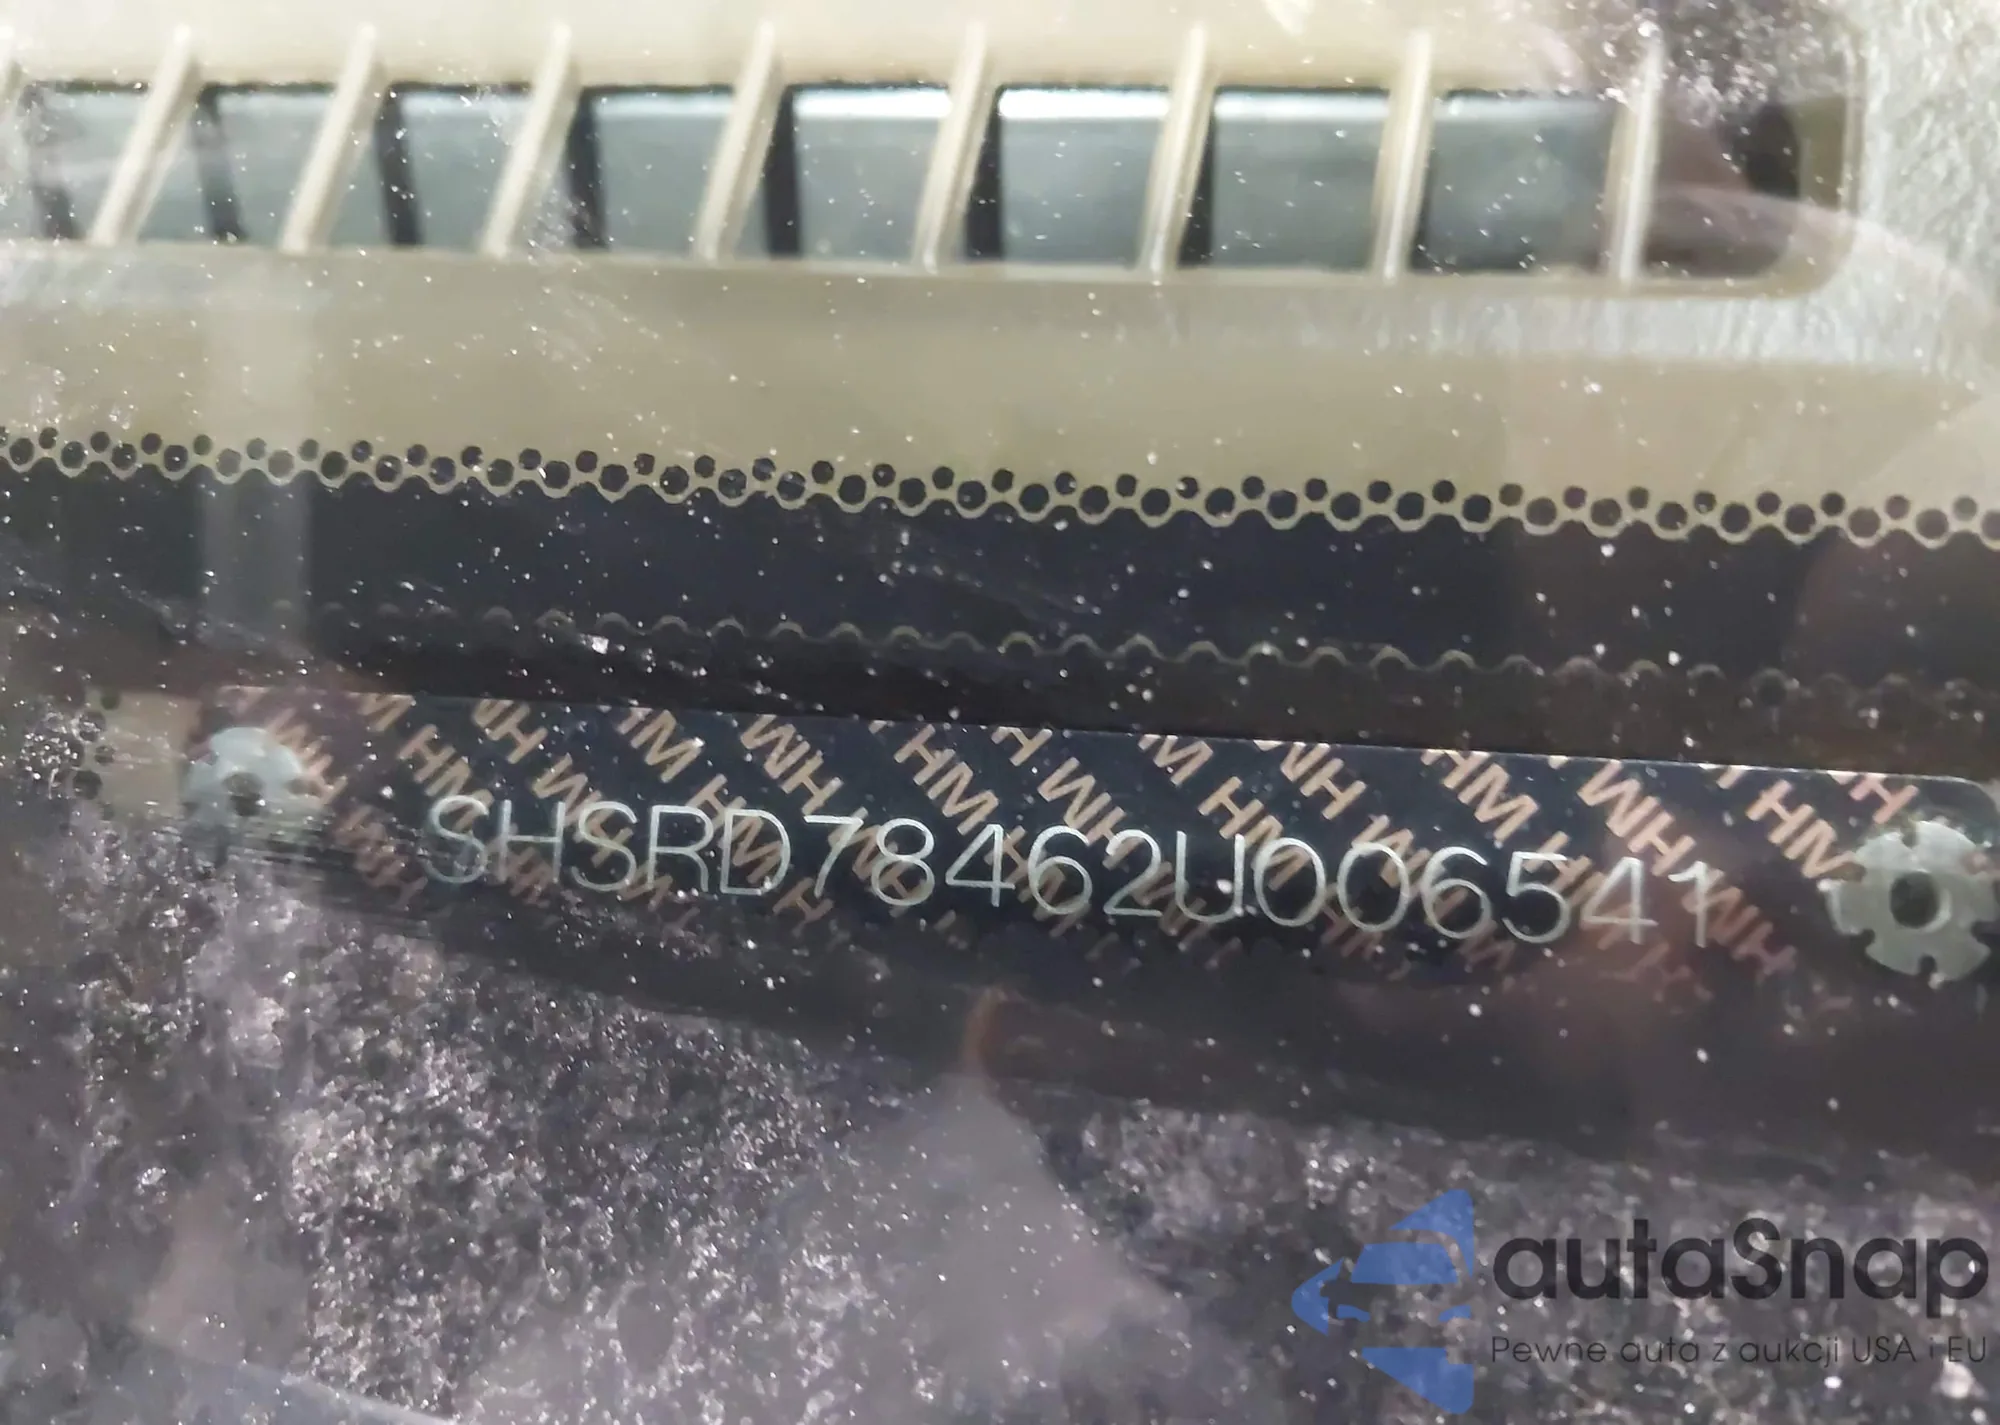 SHSRD78462U006541
autaSnap
Pewne auta z aukcji USA i EU